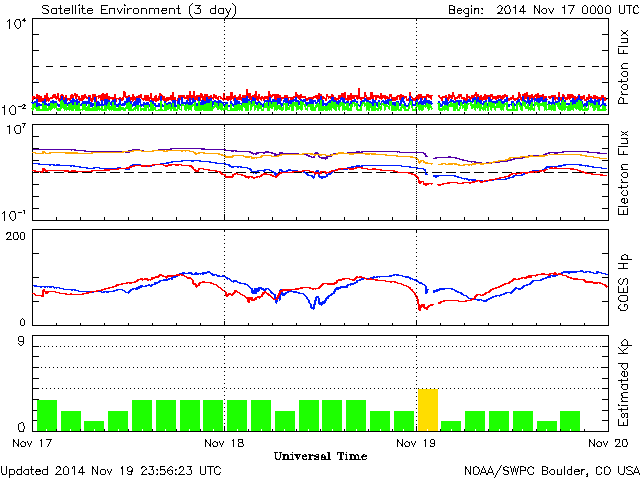 Satellite Environment (3 day) Begin: 2014 Nov 17 0000 UTC
10^4
10^-2
Proton Flux
10^7
10^-1
Electron Flux
200
0
GOES Hp
9
0
Estimated Kp
Nov 17 Nov 18 Nov 19 Nov 20
Universal Time
Updated 2014 Nov 19 23:56:23 UTC NOAA/SWPC Boulder, CO USA